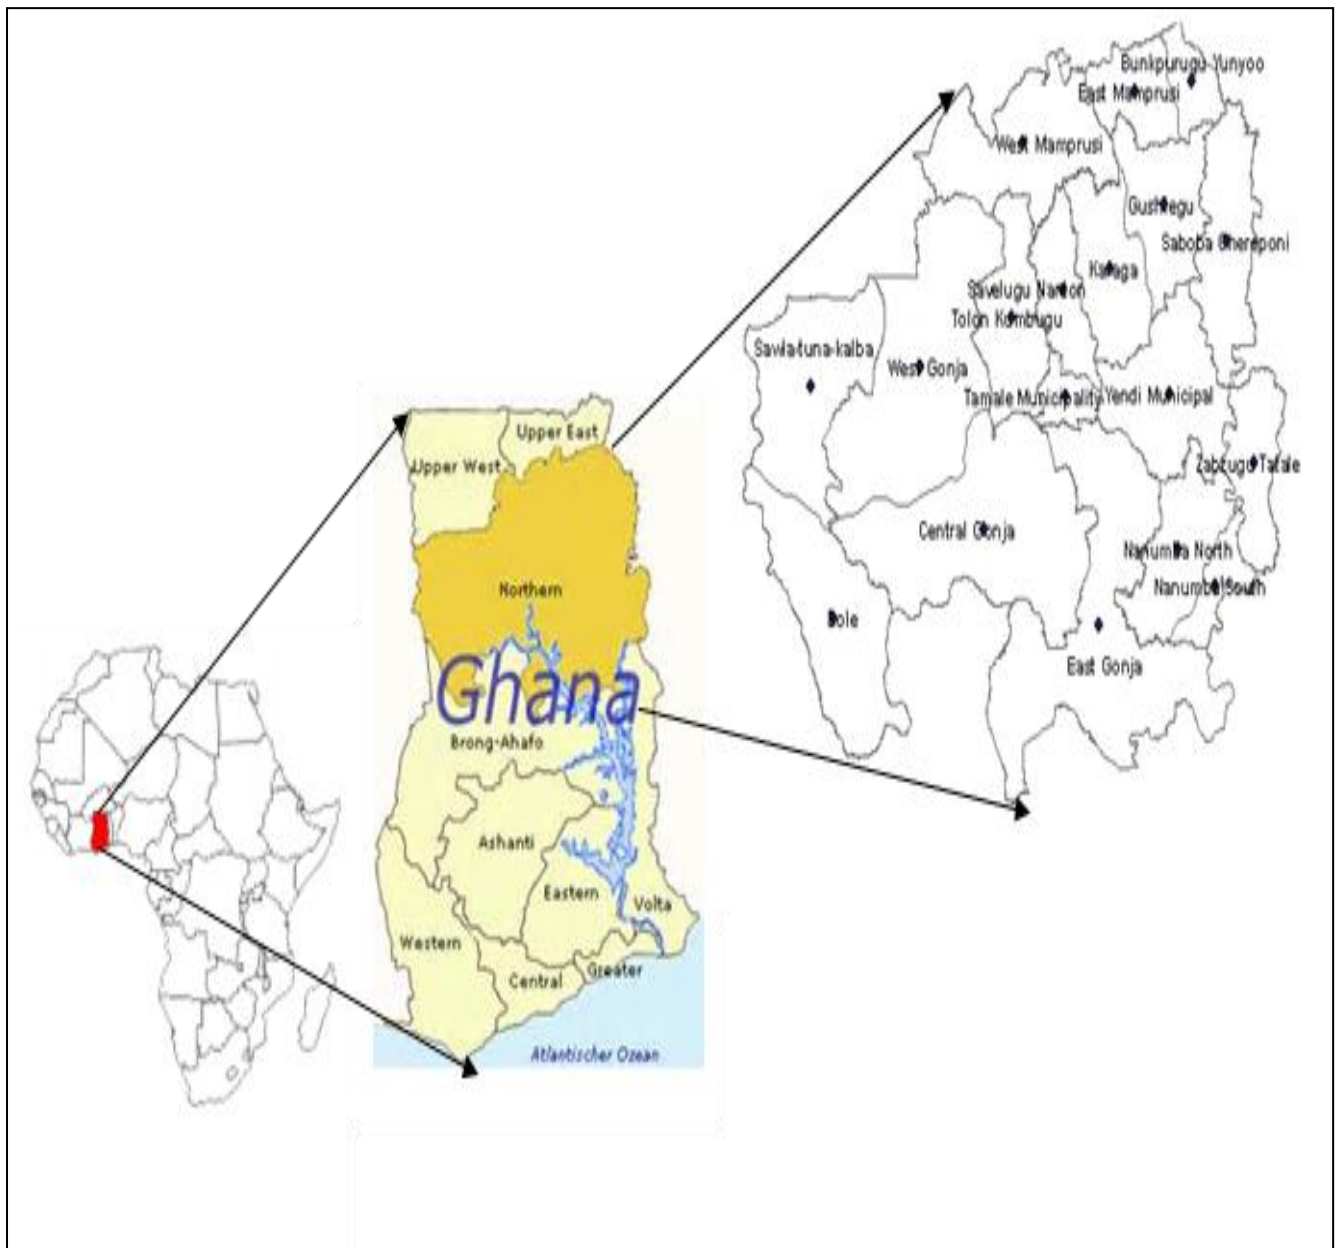 Bunkpurugu-Yunyoo
East Mamprusi
West Mamprusi
Gushiegu
Saboba Chereponi
Karaga
Savelugu Nanton
Tolon Kumbugu
Sawla-tuna-kalba
West Gonja
Tamale Municipality
Yendi Municipal
Zabzugu Tatale
Central Gonja
Nanumba North
Nanumba South
Bole
East Gonja
Upper East
Upper West
Northern
Ghana
Brong-Ahafo
Ashanti
Eastern
Volta
Western
Central
Greater
Atlantischer Ozean